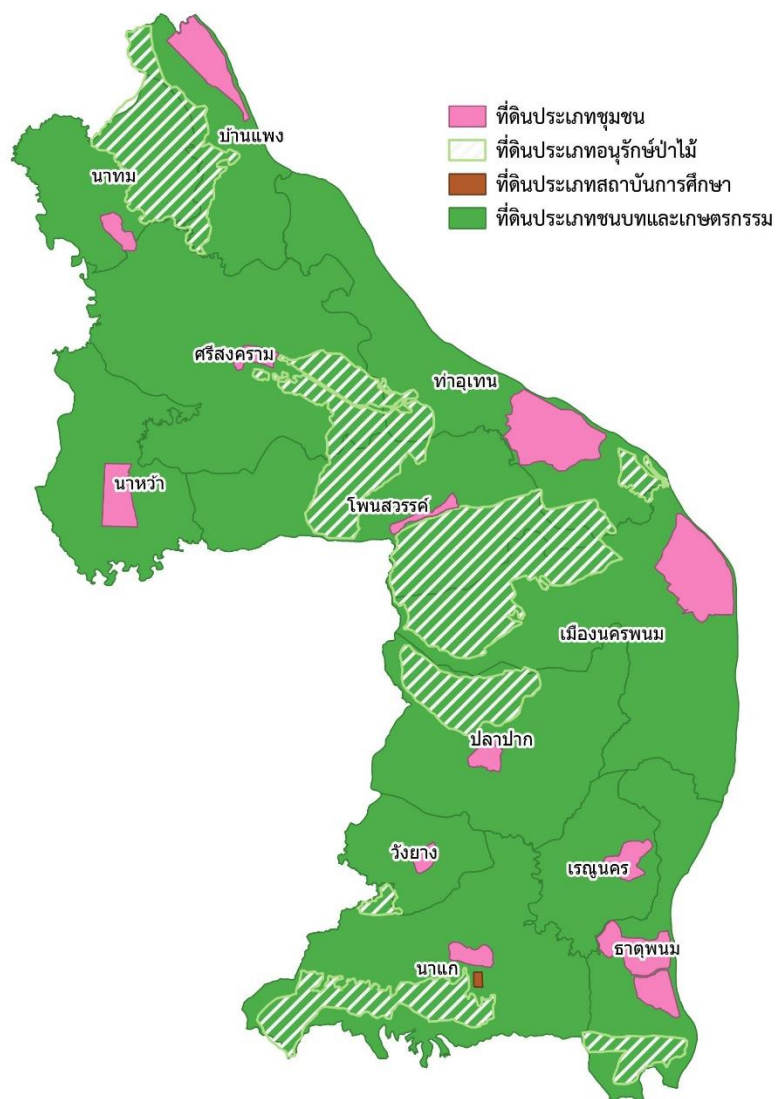 ที่ดินประเภทชุมชน
ที่ดินประเภทอนุรักษ์ป่าไม้
ที่ดินประเภทสถาบันการศึกษา
ที่ดินประเภทชนบทและเกษตรกรรม
บ้านแพง
นาทม
ศรีสงคราม
ท่าอุเทน
นาหว้า
โพนสวรรค์
เมืองนครพนม
ปลาปาก
วังยาง
เรณูนคร
ธาตุพนม
นาแก